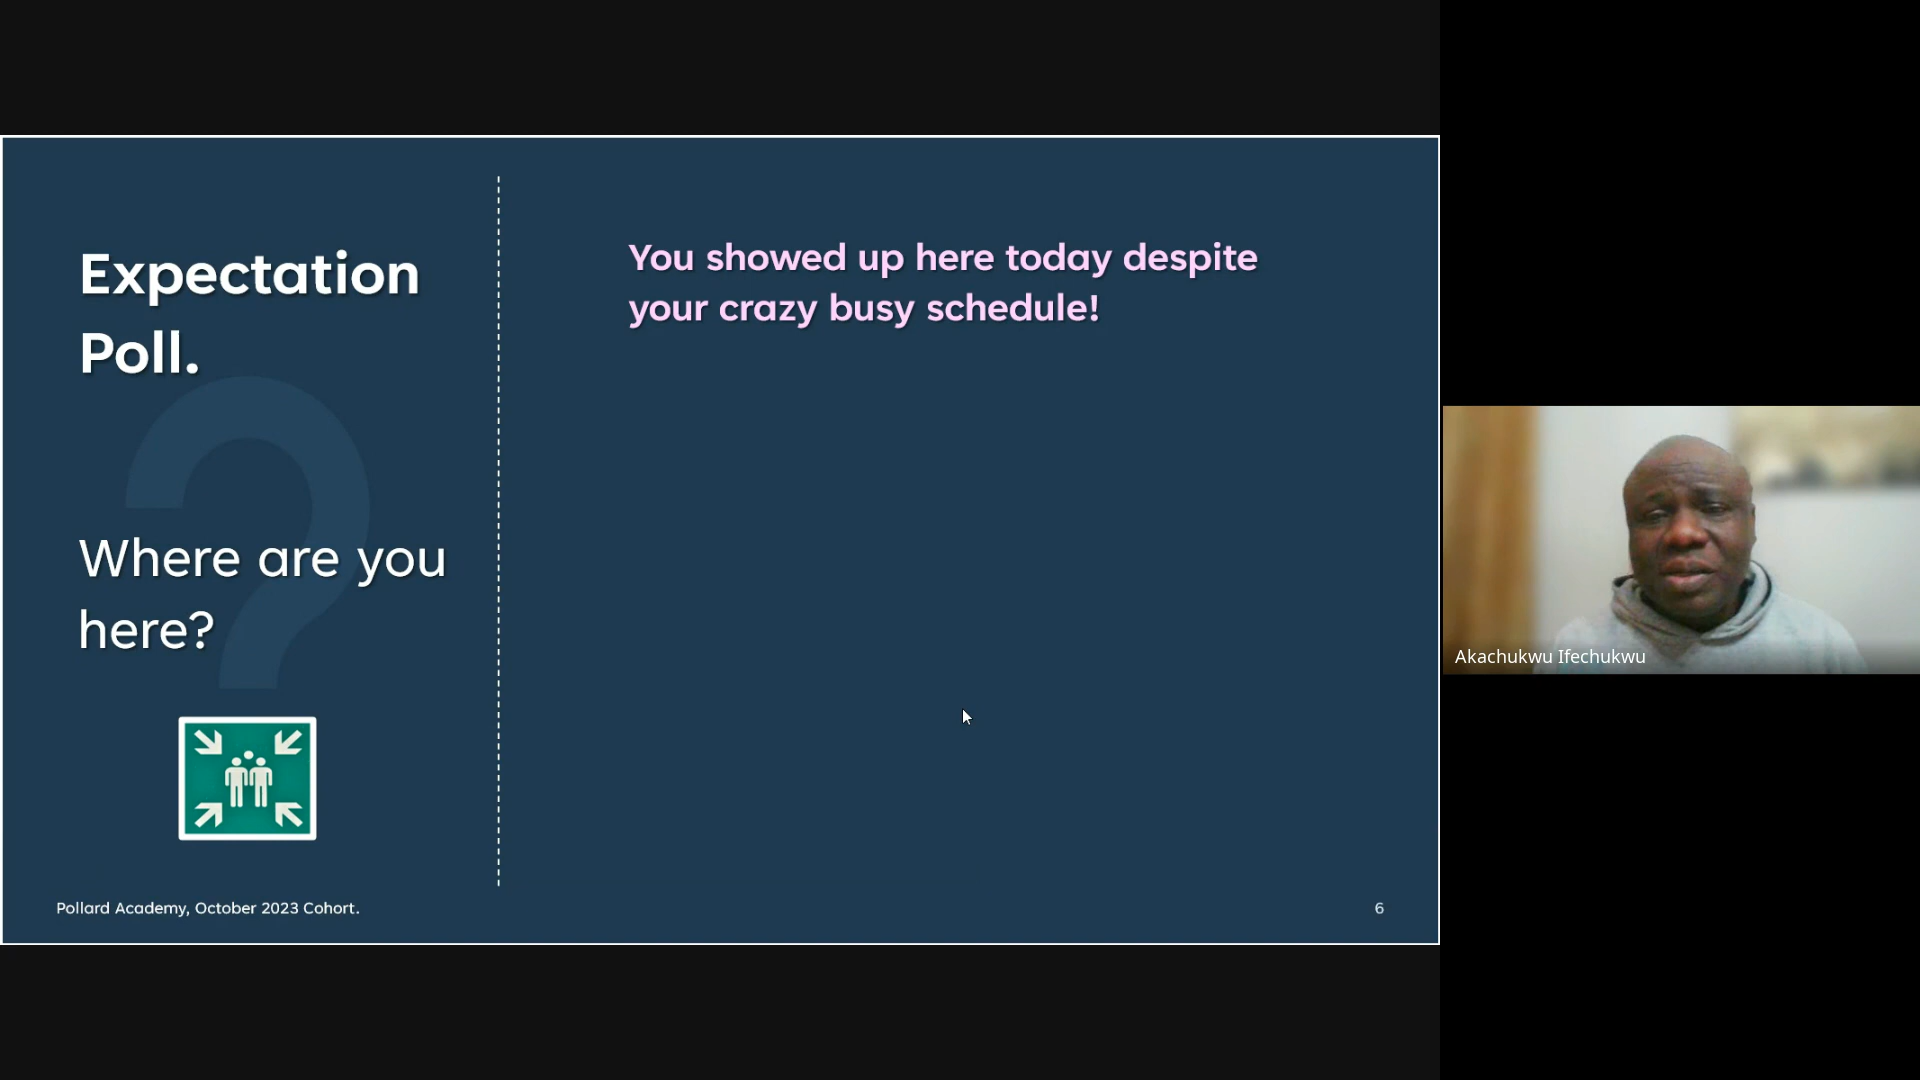 Expectation
Poll.
Where are you
here?
You showed up here today despite
your crazy busy schedule!
Pollard Academy, October 2023 Cohort.
6
Akachukwu Ifechukwu